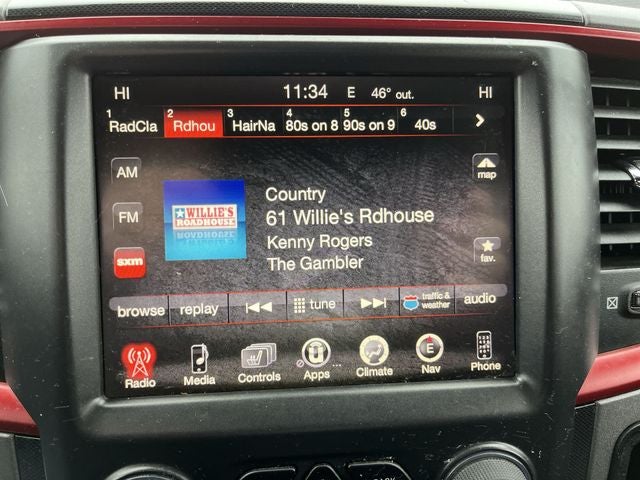 HI 11:34 E 46° out. HI
1 RadCla 2 Rdhou 3 HairNa 4 80s on 8 5 90s on 9 6 40s
AM
map
FM
WILLIE'S
ROADHOUSE
Country
61 Willie's Rdhouse
Kenny Rogers
The Gambler
sxm
fav.
browse replay tune traffic & weather audio
Radio Media Controls Apps ... Climate E Nav Phone